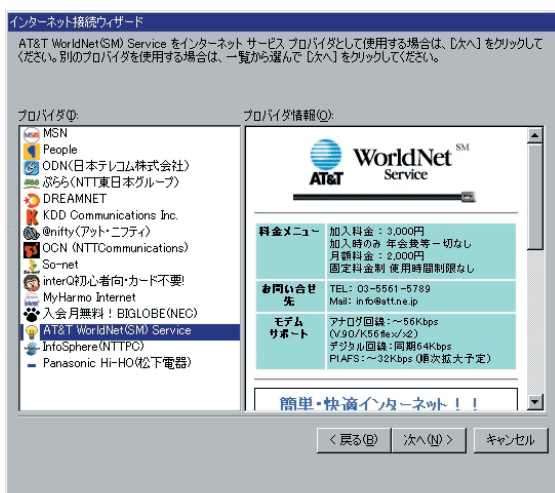 インターネット接続ウィザード
AT&T WorldNet(SM) Service をインターネット サービス プロバイダとして使用する場合は、[次へ] をクリックして
ください。別のプロバイダを使用する場合は、一覧から選んで [次へ] をクリックしてください。
プロバイダ(I):
プロバイダ情報(O):
MSN
People
ODN(日本テレコム株式会社)
ぷらら(NTT東日本グループ)
DREAMNET
KDD Communications Inc.
@nifty(アット・ニフティ)
OCN (NTTCommunications)
So-net
interQ初心者向・カード不要!
MyHarmo Internet
入会月無料！BIGLOBE(NEC)
AT&T WorldNet(SM) Service
InfoSphere(NTTPC)
Panasonic Hi-HO(松下電器)
AT&T
WorldNet SM
Service
料金メニュー
加入料金：3,000円
加入時のみ 年会費等一切なし
月額料金：2,000円
固定料金制 使用時間制限なし
お問い合せ先
TEL: 03-5561-5789
Mail: info@att.ne.jp
モデムサポート
アナログ回線：～56Kbps
(V.90/K56flex/x2)
デジタル回線：同期64Kbps
PIAFS：～32Kbps (順次拡大予定)
簡単・快適インターネット！！
< 戻る(B)
次へ(N) >
キャンセル